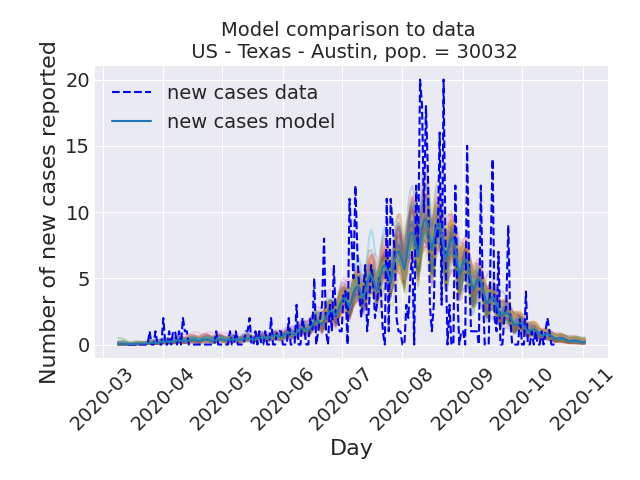 Model comparison to data
US - Texas - Austin, pop. = 30032
Number of new cases reported
20
15
10
5
0
new cases data
new cases model
2020-03
2020-04
2020-05
2020-06
2020-07
2020-08
2020-09
2020-10
2020-11
Day